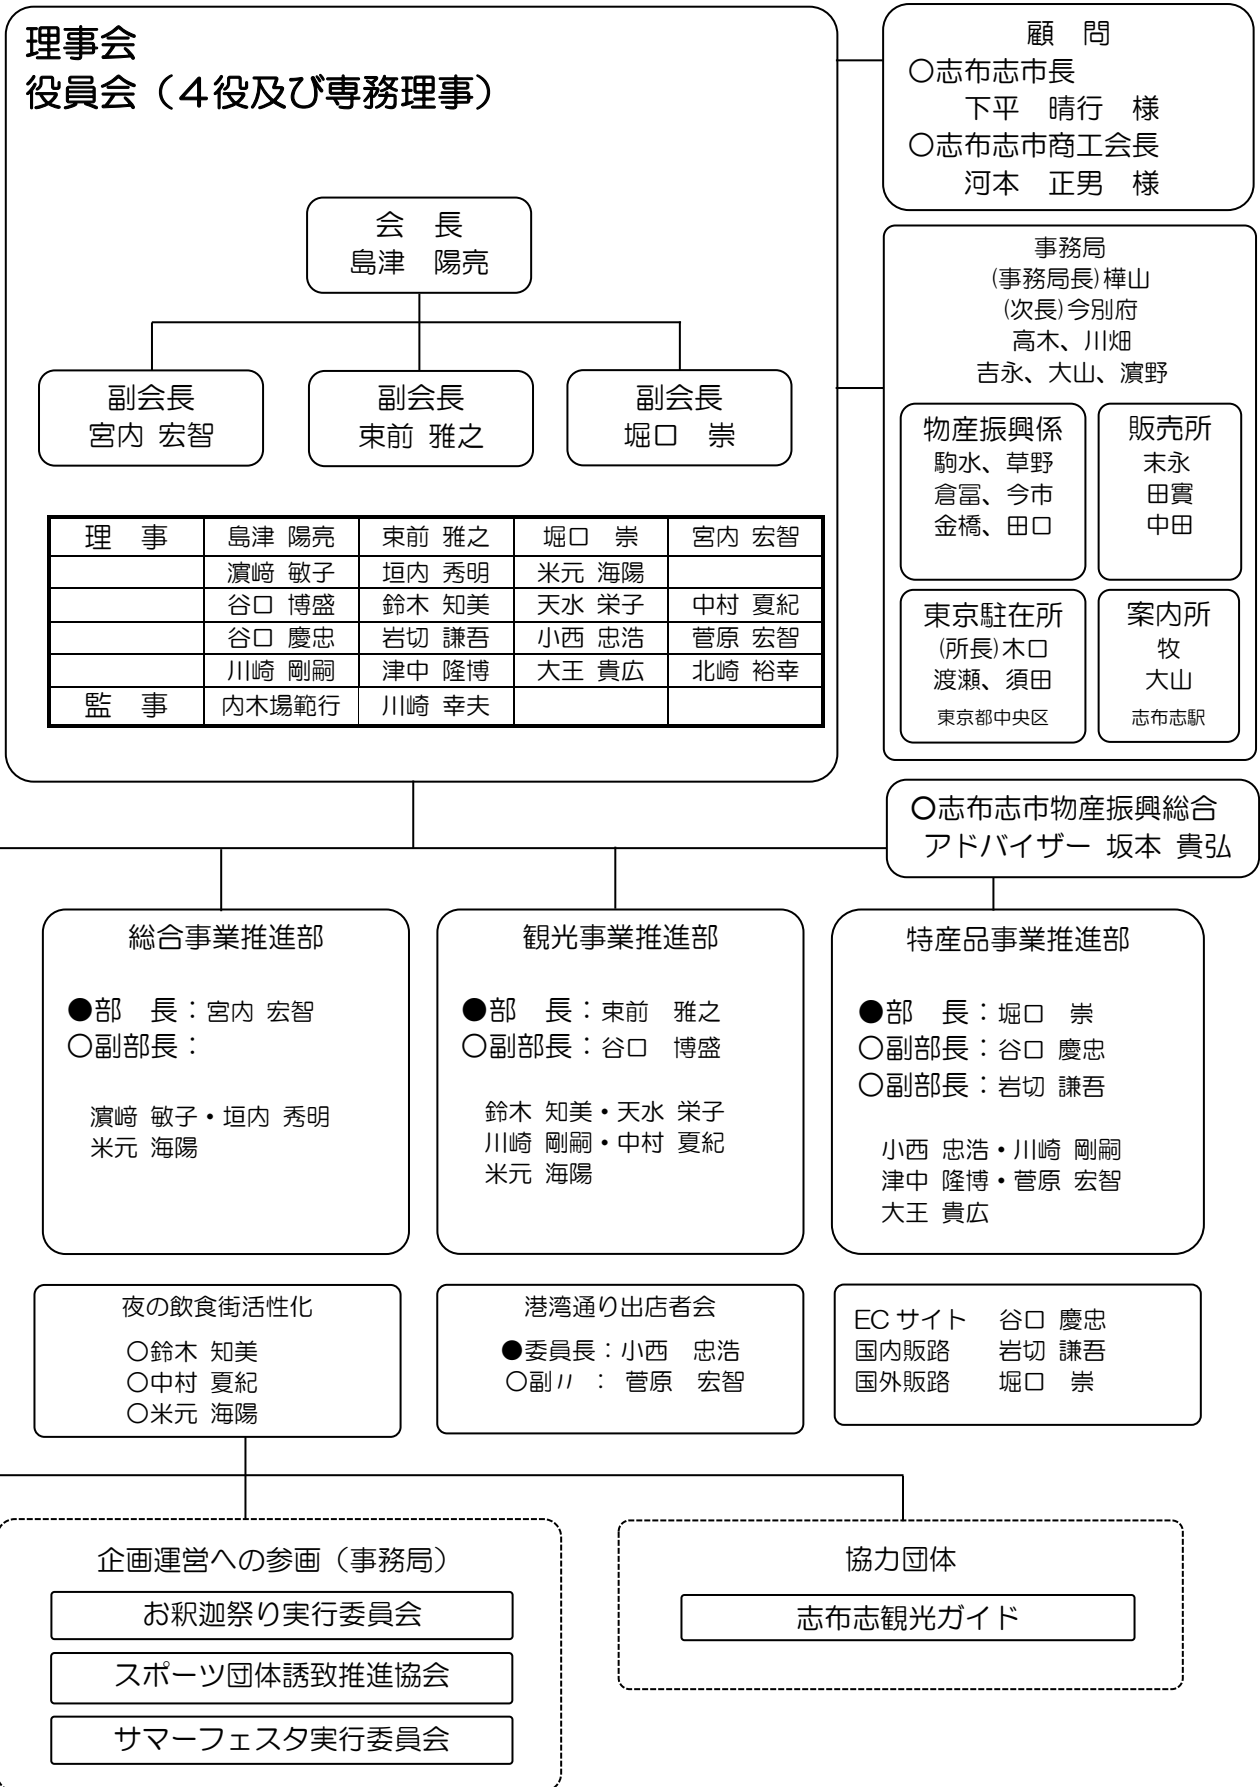 理事会
役員会（４役及び専務理事）
会　長
島津　陽亮
副会長
宮内 宏智
副会長
東前 雅之
副会長
堀口　崇
理　事 島津 陽亮 東前 雅之 堀口　崇 宮内 宏智
濵﨑 敏子 垣内 秀明 米元 海陽
谷口 博盛 鈴木 知美 天水 栄子 中村 夏紀
谷口 慶忠 岩切 謙吾 小西 忠浩 菅原 宏智
川崎 剛嗣 津中 隆博 大王 貴広 北崎 裕幸
監　事 内木場範行 川崎 幸夫
顧　問
○志布志市長
下平　晴行　様
○志布志市商工会長
河本　正男　様
事務局
(事務局長)樺山
(次長)今別府
高木、川畑
吉永、大山、濵野
物産振興係
駒水、草野
倉冨、今市
金橋、田口
販売所
末永
田實
中田
東京駐在所
(所長)木口
渡瀬、須田
東京都中央区
案内所
牧
大山
志布志駅
○志布志市物産振興総合
アドバイザー 坂本 貴弘
総合事業推進部
●部　長：宮内 宏智
○副部長：
濵﨑 敏子・垣内 秀明
米元 海陽
観光事業推進部
●部　長：東前　雅之
○副部長：谷口　博盛
鈴木 知美・天水 栄子
川崎 剛嗣・中村 夏紀
米元 海陽
特産品事業推進部
●部　長：堀口　崇
○副部長：谷口 慶忠
○副部長：岩切 謙吾
小西 忠浩・川崎 剛嗣
津中 隆博・菅原 宏智
大王 貴広
夜の飲食街活性化
○鈴木 知美
○中村 夏紀
○米元 海陽
港湾通り出店者会
●委員長：小西　忠浩
○副〃 ： 菅原　宏智
ECサイト　谷口 慶忠
国内販路　岩切 謙吾
国外販路　堀口　崇
企画運営への参画（事務局）
お釈迦祭り実行委員会
スポーツ団体誘致推進協会
サマーフェスタ実行委員会
協力団体
志布志観光ガイド